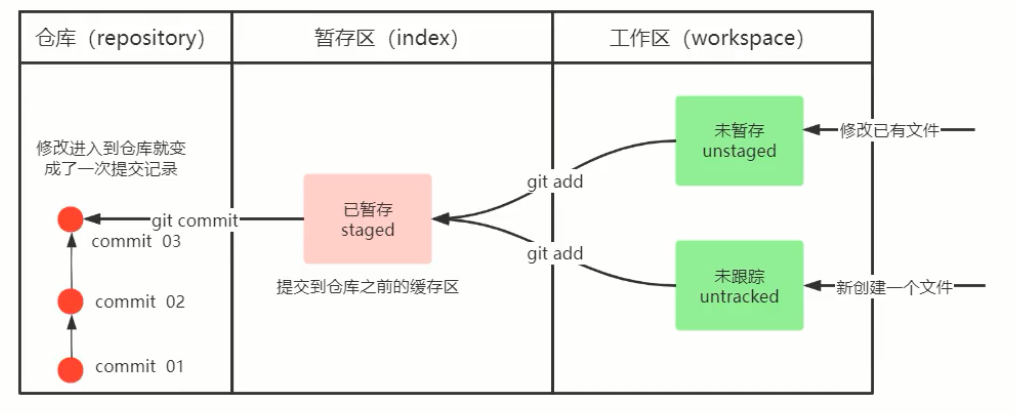 仓库（repository）
暂存区（index）
工作区（workspace）
修改进入到仓库就变
成了一次提交记录
git commit
commit 03
commit 02
commit 01
已暂存
staged
提交到仓库之前的缓存区
git add
git add
未暂存
unstaged
修改已有文件
未跟踪
untracked
新创建一个文件